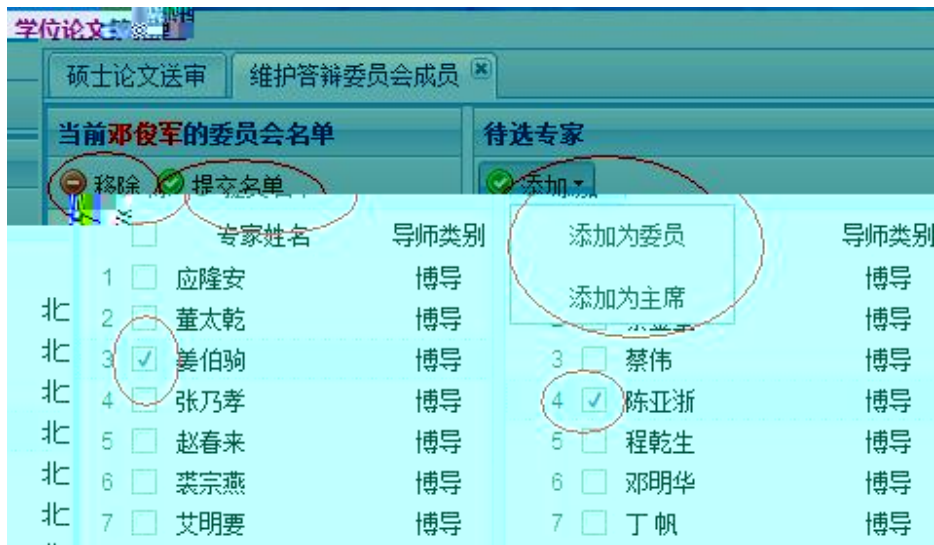 学位论文
硕士论文送审 维护答辩委员会成员
当前邓俊军的委员会名单 待选专家
移除 提交名单 添加
专家姓名 导师类别 添加为委员 导师类别
1 应隆安 博导 博导
添加为主席
北 2 董太乾 博导 博导
北 3 姜伯驹 博导 3 蔡伟 博导
北 4 张乃孝 博导 4 陈亚浙 博导
北 5 赵春来 博导 5 程乾生 博导
北 6 裘宗燕 博导 6 邓明华 博导
北 7 艾明要 博导 7 丁帆 博导